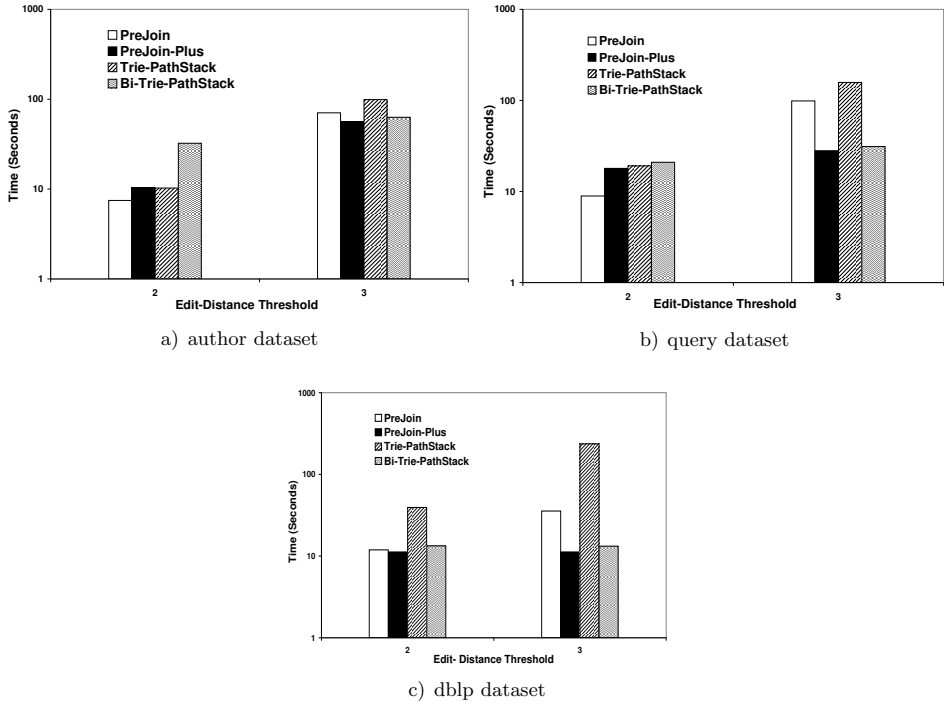 1000
100
10
1
Time (Seconds)
PreJoin
PreJoin-Plus
Trie-PathStack
Bi-Trie-PathStack
2 3
Edit-Distance Threshold
a) author dataset
1000
100
10
1
Time (Seconds)
PreJoin
PreJoin-Plus
Trie-PathStack
Bi-Trie-PathStack
2 3
Edit-Distance Threshold
b) query dataset
1000
100
10
1
Time (Seconds)
PreJoin
PreJoin-Plus
Trie-PathStack
Bi-Trie-PathStack
2 3
Edit- Distance Threshold
c) dblp dataset